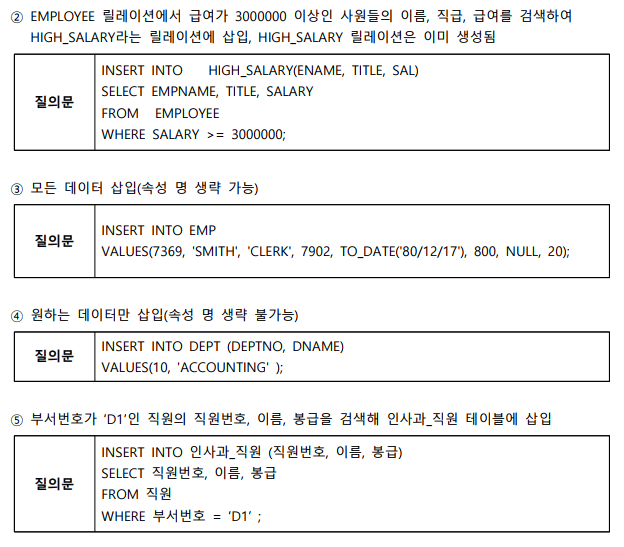 ② EMPLOYEE 릴레이션에서 급여가 3000000 이상인 사원들의 이름, 직급, 급여를 검색하여
HIGH_SALARY라는 릴레이션에 삽입, HIGH_SALARY 릴레이션은 이미 생성됨
질의문
INSERT INTO HIGH_SALARY(ENAME, TITLE, SAL)
SELECT EMPNAME, TITLE, SALARY
FROM EMPLOYEE
WHERE SALARY >= 3000000;
③ 모든 데이터 삽입(속성 명 생략 가능)
질의문
INSERT INTO EMP
VALUES(7369, 'SMITH', 'CLERK', 7902, TO_DATE('80/12/17'), 800, NULL, 20);
④ 원하는 데이터만 삽입(속성 명 생략 불가능)
질의문
INSERT INTO DEPT (DEPTNO, DNAME)
VALUES(10, 'ACCOUNTING' );
⑤ 부서번호가 ‘D1’인 직원의 직원번호, 이름, 봉급을 검색해 인사과_직원 테이블에 삽입
질의문
INSERT INTO 인사과_직원 (직원번호, 이름, 봉급)
SELECT 직원번호, 이름, 봉급
FROM 직원
WHERE 부서번호 = ‘D1’ ;